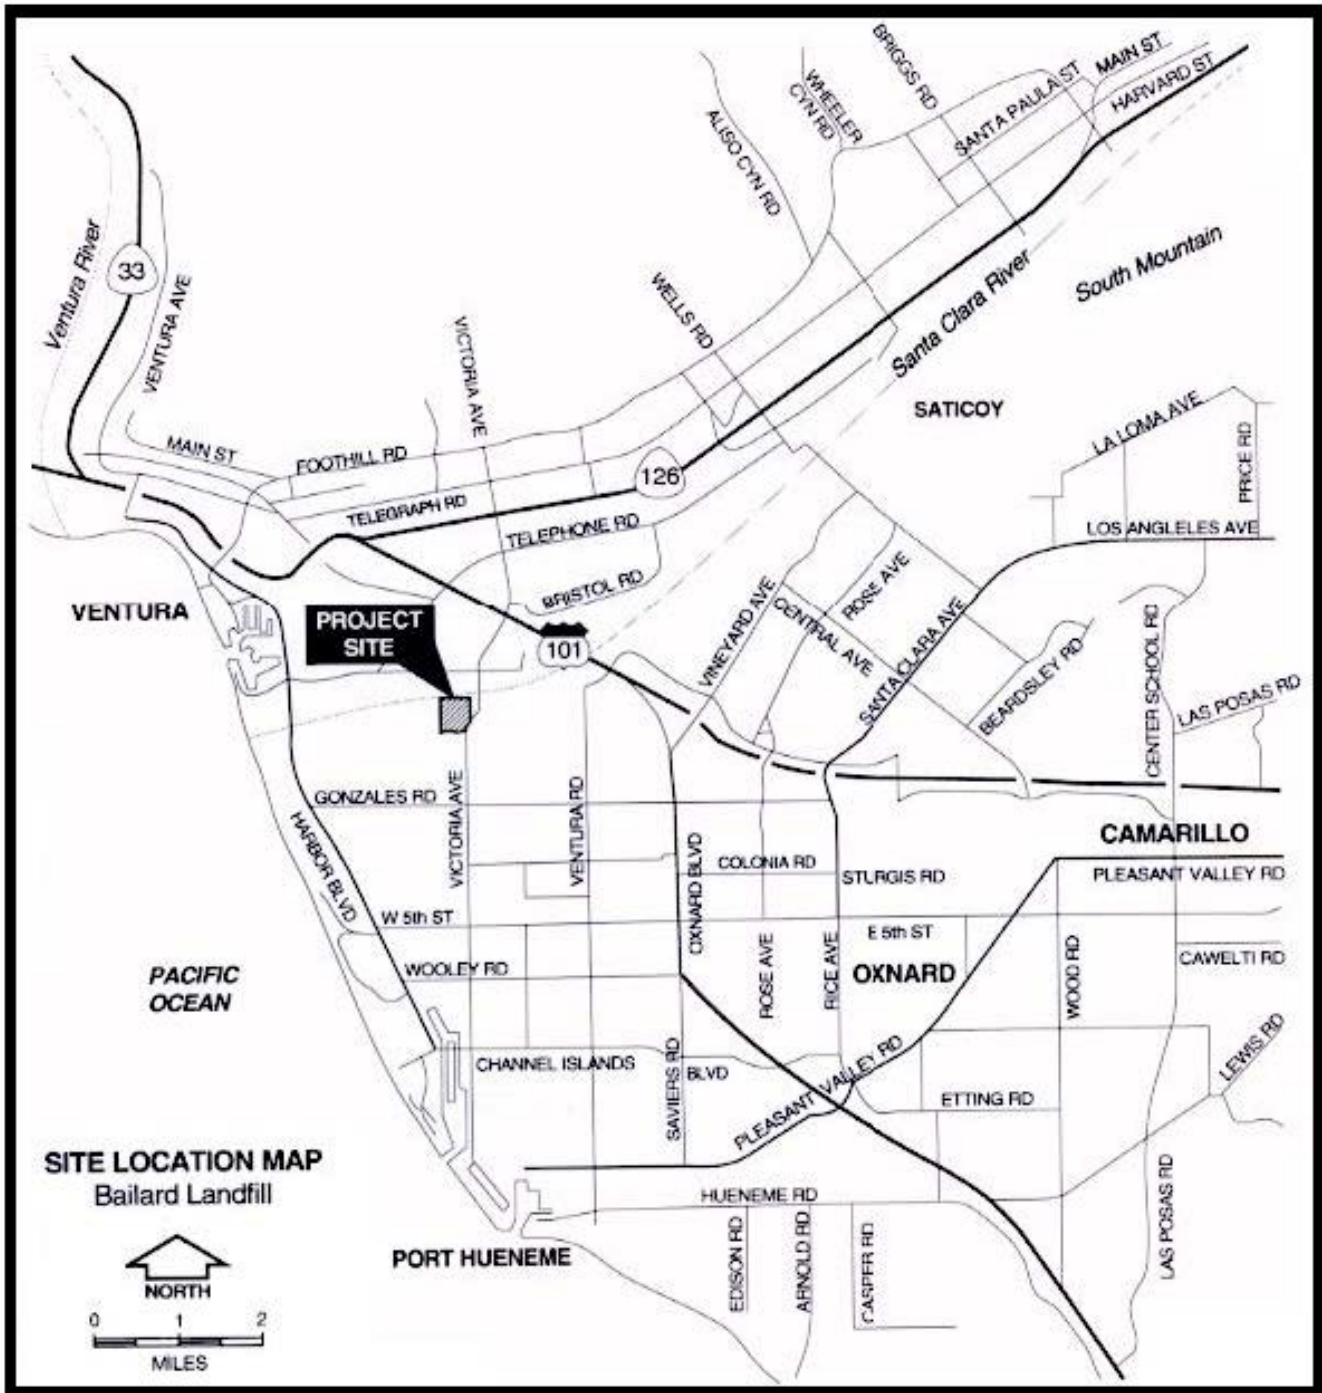 BRIGGS RD
MAIN ST
SANTA PAULA ST
HARVARD ST
WHEELER
CYN RD
ALISO CYN RD
Ventura River
33
VENTURA AVE
VICTORIA AVE
WELLS RD
Santa Clara River
South Mountain
SATICOY
LA LOMA AVE
PRICE RD
MAIN ST
FOOTHILL RD
126
TELEGRAPH RD
TELEPHONE RD
LOS ANGLELES AVE
BRISTOL RD
VENTURA
PROJECT
SITE
101
VINEYARD AVE
CENTRAL AVE
ROSE AVE
SANTA CLARA AVE
BEARDSLEY RD
CENTER SCHOOL RD
LAS POSAS RD
GONZALES RD
HARBOR BLVD
VICTORIA AVE
VENTURA RD
OXNARD BLVD
COLONIA RD
STURGIS RD
CAMARILLO
PLEASANT VALLEY RD
W 5th ST
E 5th ST
WOOLEY RD
ROSE AVE
RICE AVE
OXNARD
WOOD RD
CAWELTI RD
PACIFIC
OCEAN
CHANNEL ISLANDS
BLVD
SAVIERS RD
PLEASANT VALLEY RD
ETTING RD
LEWIS RD
SITE LOCATION MAP
Bailard Landfill
HUENEME RD
EDISON RD
ARNOLD RD
CASPER RD
LAS POSAS RD
PORT HUENEME
NORTH
0 1 2
MILES